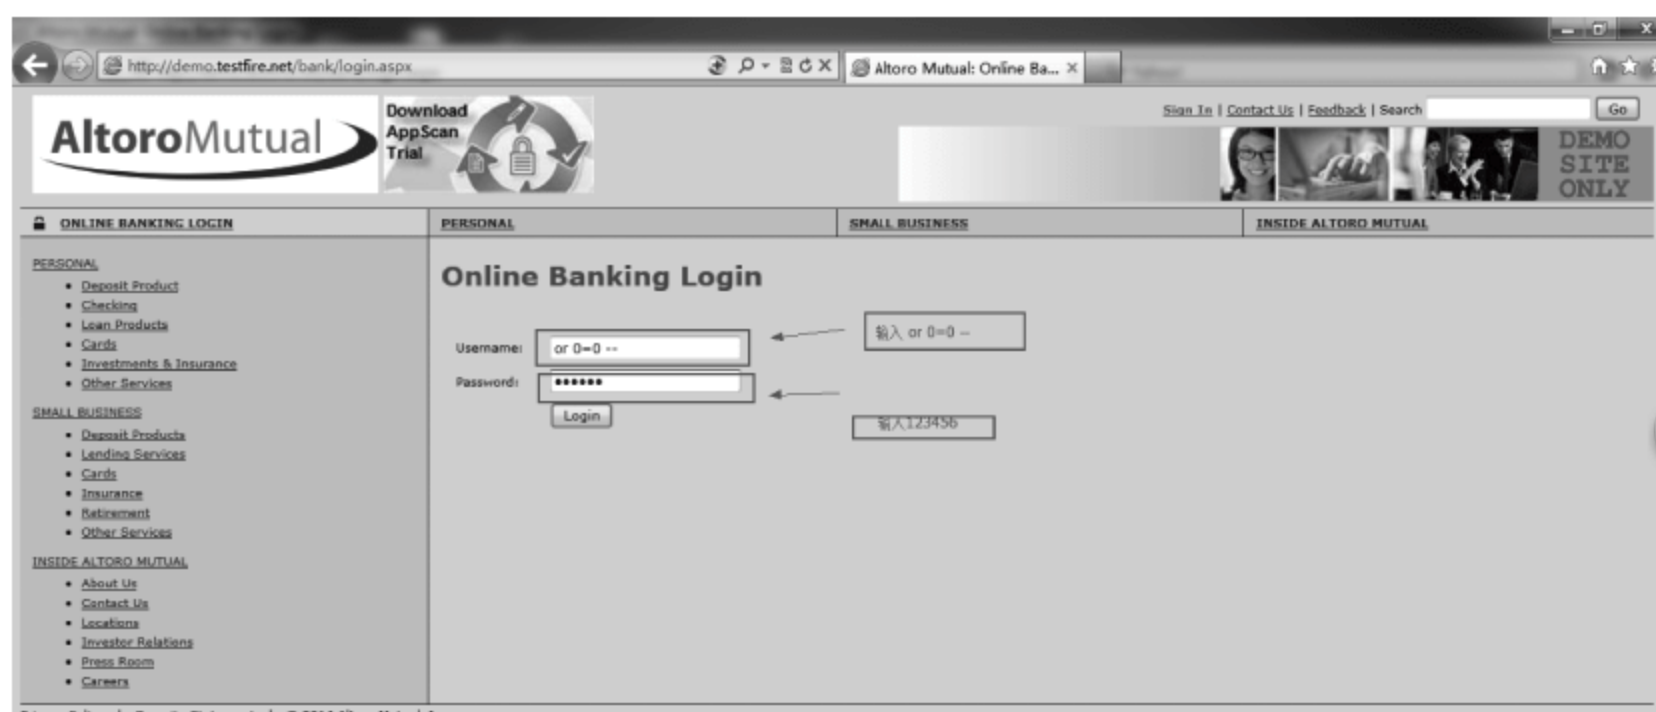 http://demo.testfire.net/bank/login.aspx
Altoro Mutual: Online Ba...
AltoroMutual
Download
AppScan
Trial
Sign In | Contact Us | Feedback | Search
Go
DEMO
SITE
ONLY
ONLINE BANKING LOGIN
PERSONAL
SMALL BUSINESS
INSIDE ALTORO MUTUAL
PERSONAL
Deposit Product
Checking
Loan Products
Cards
Investments & Insurance
Other Services
SMALL BUSINESS
Deposit Products
Lending Services
Cards
Insurance
Retirement
Other Services
INSIDE ALTORO MUTUAL
About Us
Contact Us
Locations
Investor Relations
Press Room
Careers
Online Banking Login
Username:
or 0=0 --
输入 or 0=0 --
Password:
••••••
Login
输入123456